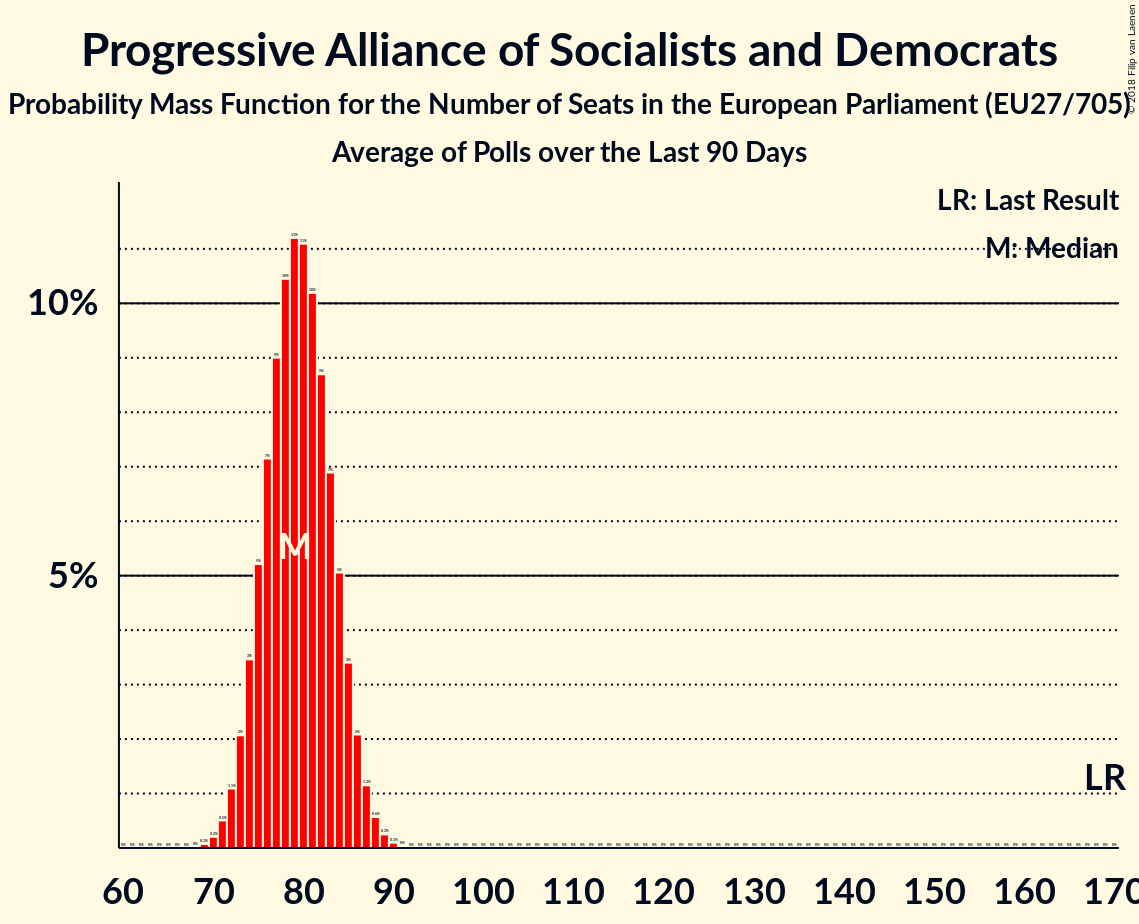 Progressive Alliance of Socialists and Democrats
Probability Mass Function for the Number of Seats in the European Parliament (EU27/705)
Average of Polls over the Last 90 Days
© 2018 Filip van Laenen
LR: Last Result
M: Median
10%
5%
M
LR
60 70 80 90 100 110 120 130 140 150 160 170